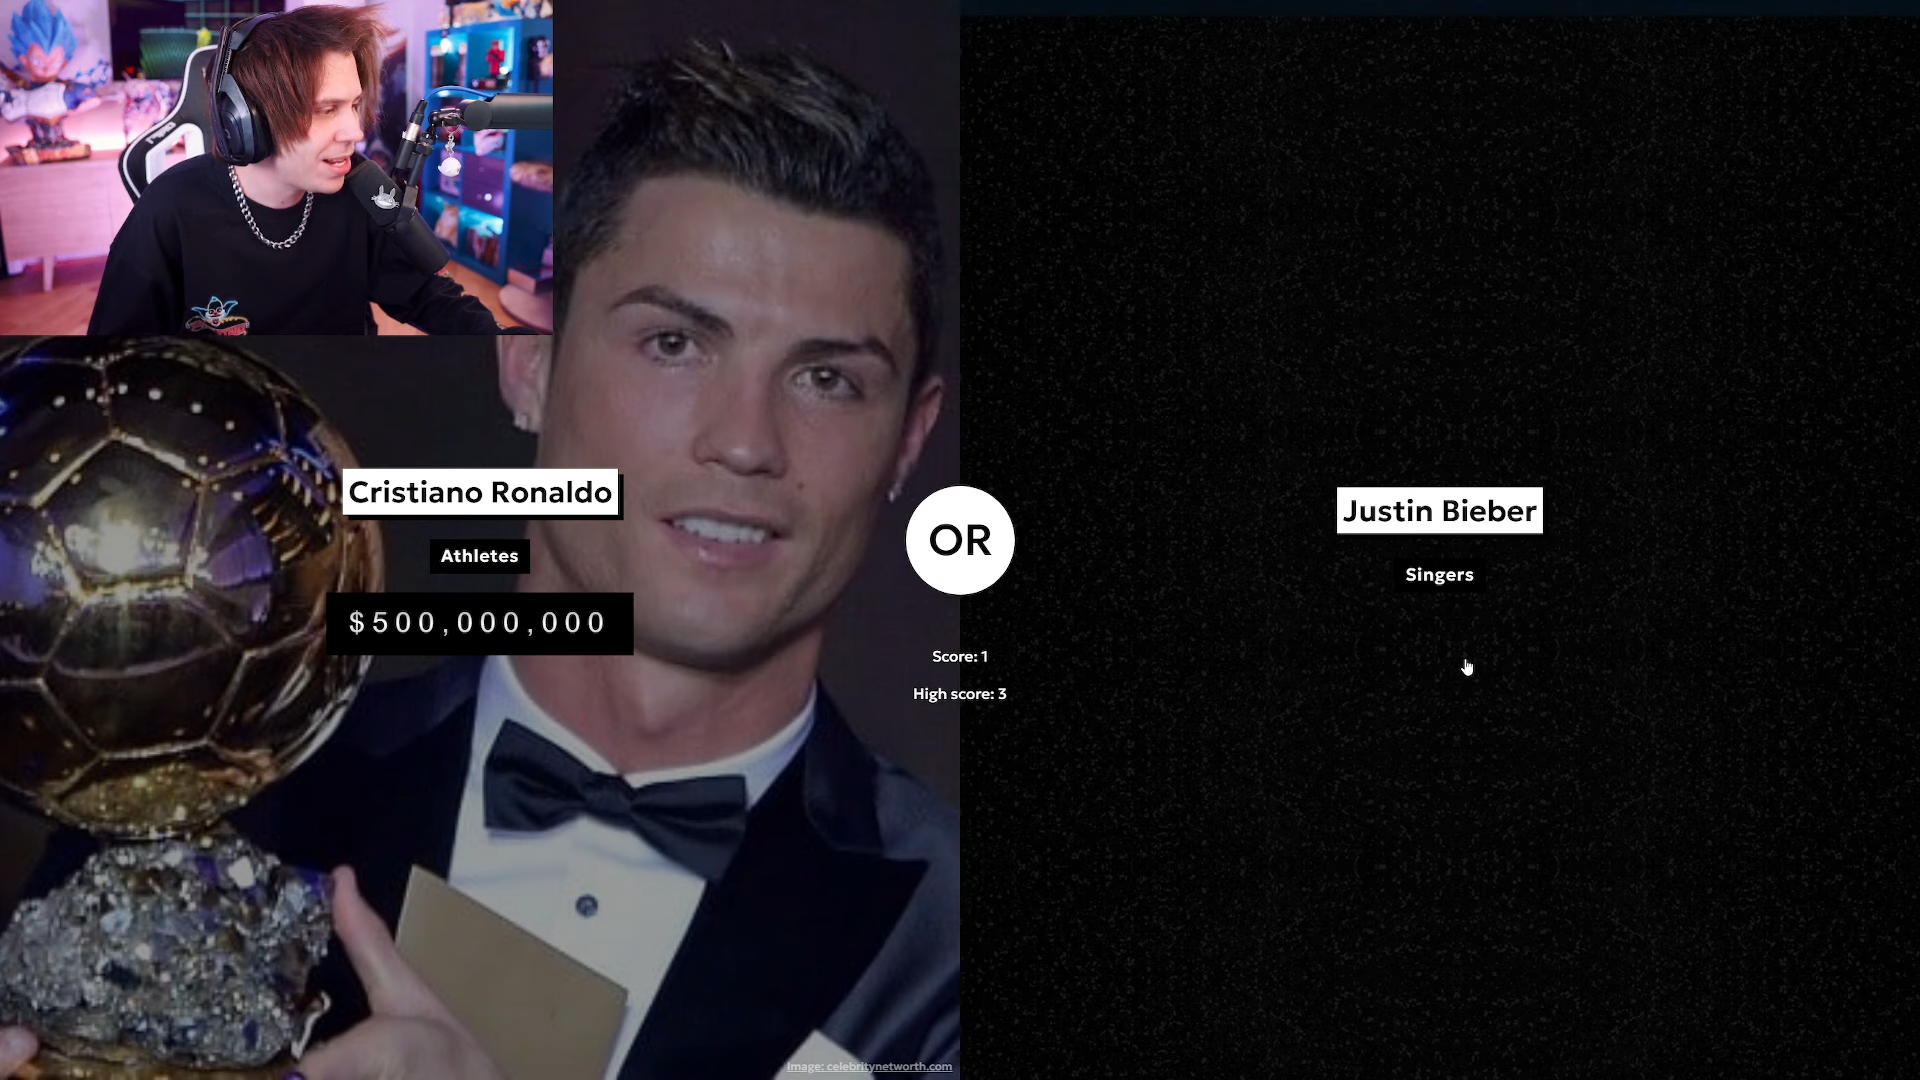 Cristiano Ronaldo
Athletes
$500,000,000
OR
Score: 1
High score: 3
Justin Bieber
Singers
Image: celebritynetworth.com